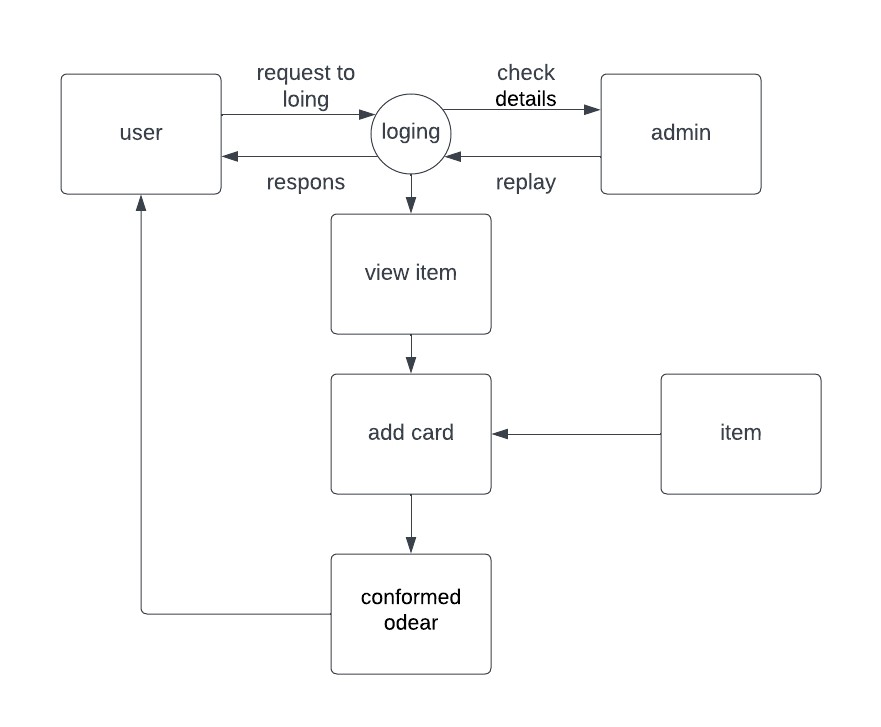 request to
loing
check
details
user
loging
admin
respons
replay
view item
add card
item
conformed
odear